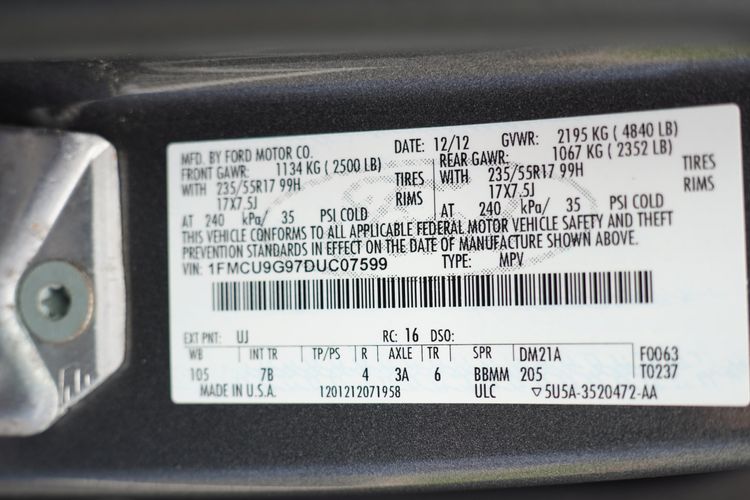 MFD. BY FORD MOTOR CO. DATE: 12/12 GVWR: 2195 KG ( 4840 LB)
FRONT GAWR: 1134 KG ( 2500 LB) REAR GAWR: 1067 KG ( 2352 LB)
WITH 235/55R17 99H TIRES WITH 235/55R17 99H TIRES
17X7.5J RIMS 17X7.5J RIMS
AT 240 kPa/ 35 PSI COLD AT 240 kPa/ 35 PSI COLD
THIS VEHICLE CONFORMS TO ALL APPLICABLE FEDERAL MOTOR VEHICLE SAFETY AND THEFT
PREVENTION STANDARDS IN EFFECT ON THE DATE OF MANUFACTURE SHOWN ABOVE.
VIN: 1FMCU9G97DUC07599 TYPE: MPV
EXT PNT: UJ RC: 16 DSO:
WB INT TR TP/PS R AXLE TR SPR DM21A F0063
105 7B 4 3A 6 BBMM 205 T0237
MADE IN U.S.A. 1201212071958 ULC ▽5U5A-3520472-AA